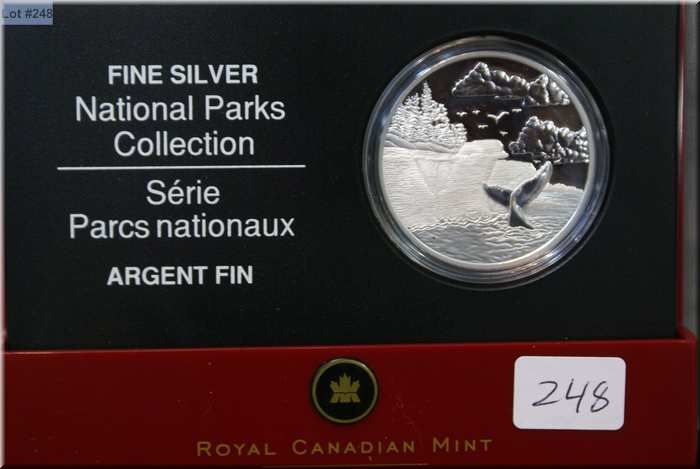 Lot #248
FINE SILVER
National Parks
Collection
Série
Parcs nationaux
ARGENT FIN
248
ROYAL CANADIAN MINT